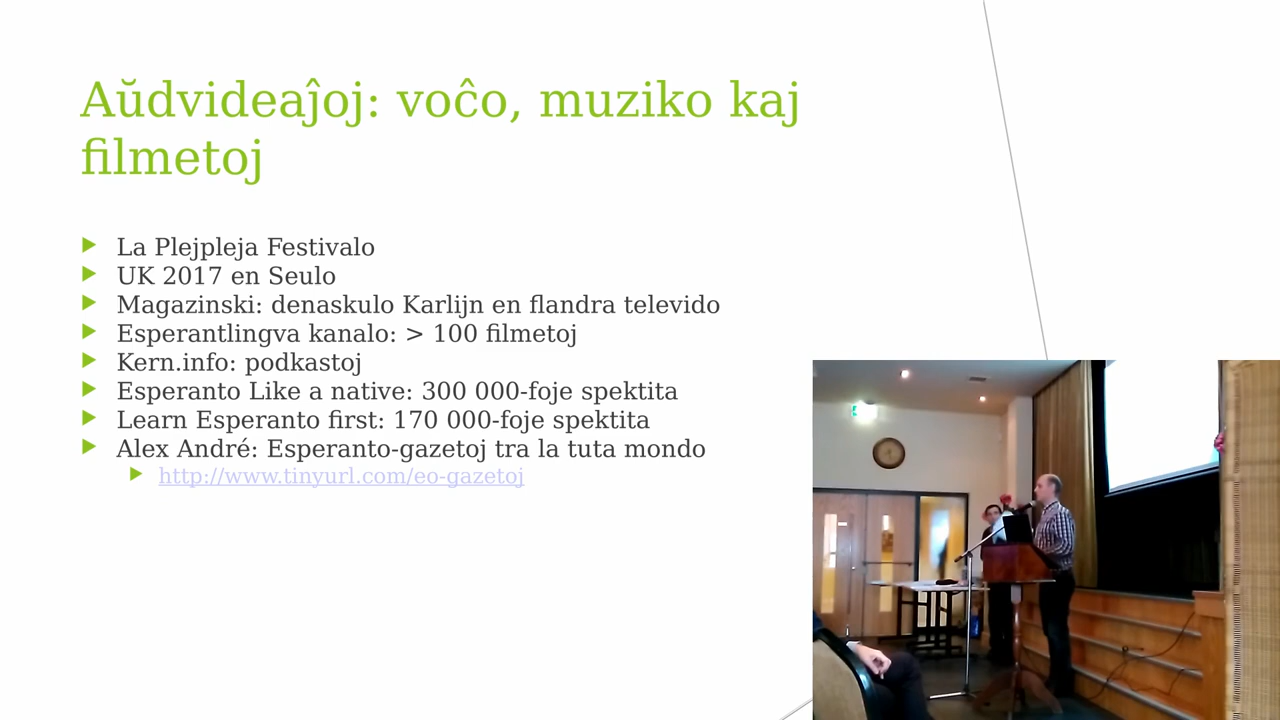 Aŭdvideaĵoj: voĉo, muziko kaj
filmetoj
La Plejpleja Festivalo
UK 2017 en Seulo
Magazinski: denaskulo Karlijn en flandra televido
Esperantlingva kanalo: > 100 filmetoj
Kern.info: podkastoj
Esperanto Like a native: 300 000-foje spektita
Learn Esperanto first: 170 000-foje spektita
Alex André: Esperanto-gazetoj tra la tuta mondo
http://www.tinyurl.com/eo-gazetoj